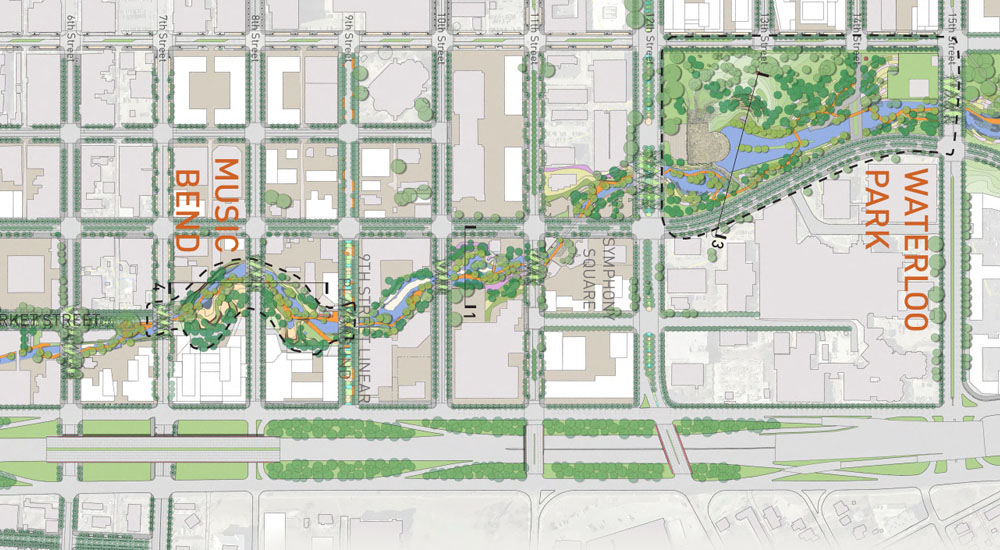 6th Street
7th Street
8th Street
9th Street
10th Street
11th Street
12th Street
13th Street
14th Street
15th Street
MUSIC
BEND
WATERLOO
PARK
SYMPHONY
SQUARE
9TH STREET LINEAR
RKET STREET
3
4
1